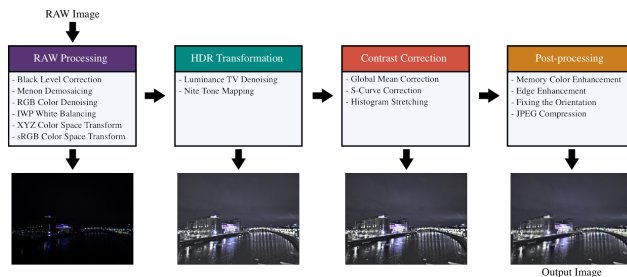 RAW Image
RAW Processing
- Black Level Correction
- Menon Demosaicing
- RGB Color Denoising
- IWP White Balancing
- XYZ Color Space Transform
- sRGB Color Space Transform
HDR Transformation
- Luminance TV Denoising
- Nite Tone Mapping
Contrast Correction
- Global Mean Correction
- S-Curve Correction
- Histogram Stretching
Post-processing
- Memory Color Enhancement
- Edge Enhancement
- Fixing the Orientation
- JPEG Compression
Output Image